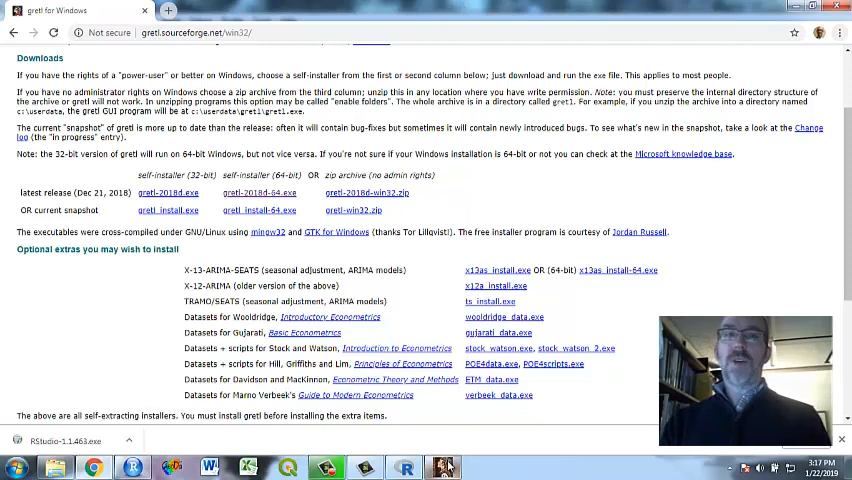 gretl for Windows
Not secure gretl.sourceforge.net/win32/
Downloads
If you have the rights of a "power-user" or better on Windows, choose a self-installer from the first or second column below; just download and run the exe file. This applies to most people.
If you have no administrator rights on Windows choose a zip archive from the third column; unzip this in any location where you have write permission. Note: you must preserve the internal directory structure of
the archive or gretl will not work. In unzipping programs this option may be called "enable folders". The whole archive is in a directory called gretl. For example, if you unzip the archive into a directory named
c:\userdata, the gretl GUI program will be at c:\userdata\gretl\gretl.exe.
The current "snapshot" of gretl is more up to date than the release: often it will contain bug-fixes but sometimes it will contain newly introduced bugs. To see what's new in the snapshot, take a look at the Change
log (the "in progress" entry).
Note: the 32-bit version of gretl will run on 64-bit Windows, but not vice versa. If you're not sure if your Windows installation is 64-bit or not you can check at the Microsoft knowledge base.
self-installer (32-bit) self-installer (64-bit) OR zip archive (no admin rights)
latest release (Dec 21, 2018) gretl-2018d.exe gretl-2018d-64.exe gretl-2018d-win32.zip
OR current snapshot gretl_install.exe gretl_install-64.exe gretl-win32.zip
The executables were cross-compiled under GNU/Linux using mingw32 and GTK for Windows (thanks Tor Lillqvist!). The free installer program is courtesy of Jordan Russell.
Optional extras you may wish to install
X-13-ARIMA-SEATS (seasonal adjustment, ARIMA models) x13as_install.exe OR (64-bit) x13as_install-64.exe
X-12-ARIMA (older version of the above) x12a_install.exe
TRAMO/SEATS (seasonal adjustment, ARIMA models) ts_install.exe
Datasets for Wooldridge, Introductory Econometrics wooldridge_data.exe
Datasets for Gujarati, Basic Econometrics gujarati_data.exe
Datasets + scripts for Stock and Watson, Introduction to Econometrics stock_watson.exe, stock_watson_2.exe
Datasets + scripts for Hill, Griffiths and Lim, Principles of Econometrics POE4data.exe, POE4scripts.exe
Datasets for Davidson and MacKinnon, Econometric Theory and Methods ETM_data.exe
Datasets for Marno Verbeek's Guide to Modern Econometrics verbeek_data.exe
The above are all self-extracting installers. You must install gretl before installing the extra items.
RStudio-1.1.463.exe
3:17 PM
1/22/2019